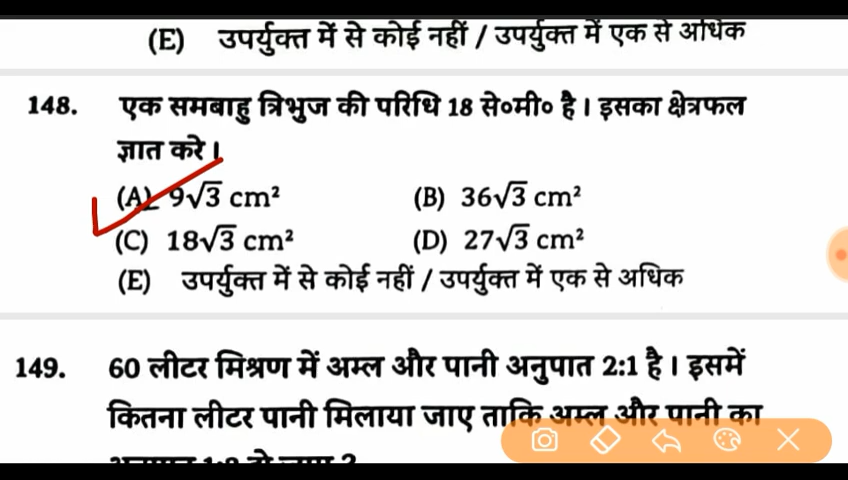 (E) उपर्युक्त में से कोई नहीं / उपर्युक्त में एक से अधिक
148. एक समबाहु त्रिभुज की परिधि 18 से०मी० है। इसका क्षेत्रफल
ज्ञात करे।
(A) 9√3 cm² (B) 36√3 cm²
(C) 18√3 cm² (D) 27√3 cm²
(E) उपर्युक्त में से कोई नहीं / उपर्युक्त में एक से अधिक
149. 60 लीटर मिश्रण में अम्ल और पानी अनुपात 2:1 है। इसमें
कितना लीटर पानी मिलाया जाए ताकि अम्ल और पानी का